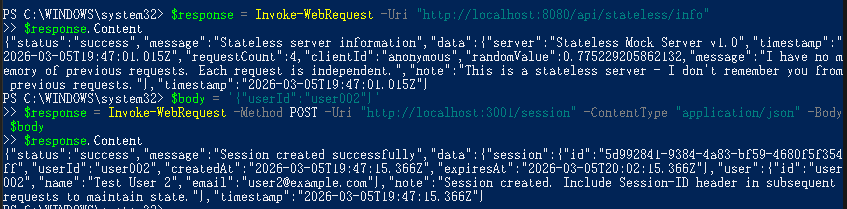 PS C:\WINDOWS\system32> $response = Invoke-WebRequest -Uri "http://localhost:8080/api/stateless/info"
>> $response.Content
{"status":"success","message":"Stateless server information","data":{"server":"Stateless Mock Server v1.0","timestamp":"
2026-03-05T19:47:01.015Z","requestCount":4,"clientId":"anonymous","randomValue":0.775229205862132,"message":"I have no m
emory of previous requests. Each request is independent.","note":"This is a stateless server - I don't remember you from
 previous requests."},"timestamp":"2026-03-05T19:47:01.015Z"}
PS C:\WINDOWS\system32> $body = '{"userId":"user002"}'
>> $response = Invoke-WebRequest -Method POST -Uri "http://localhost:3001/session" -ContentType "application/json" -Body
 $body
>> $response.Content
{"status":"success","message":"Session created successfully","data":{"session":{"id":"5d992841-9384-4a83-bf59-4680f5f354
ff","userId":"user002","createdAt":"2026-03-05T19:47:15.366Z","expiresAt":"2026-03-05T20:02:15.366Z"},"user":{"id":"user
002","name":"Test User 2","email":"user2@example.com"},"note":"Session created. Include Session-ID header in subsequent
requests to maintain state."},"timestamp":"2026-03-05T19:47:15.366Z"}
PS C:\WINDOWS\system32>